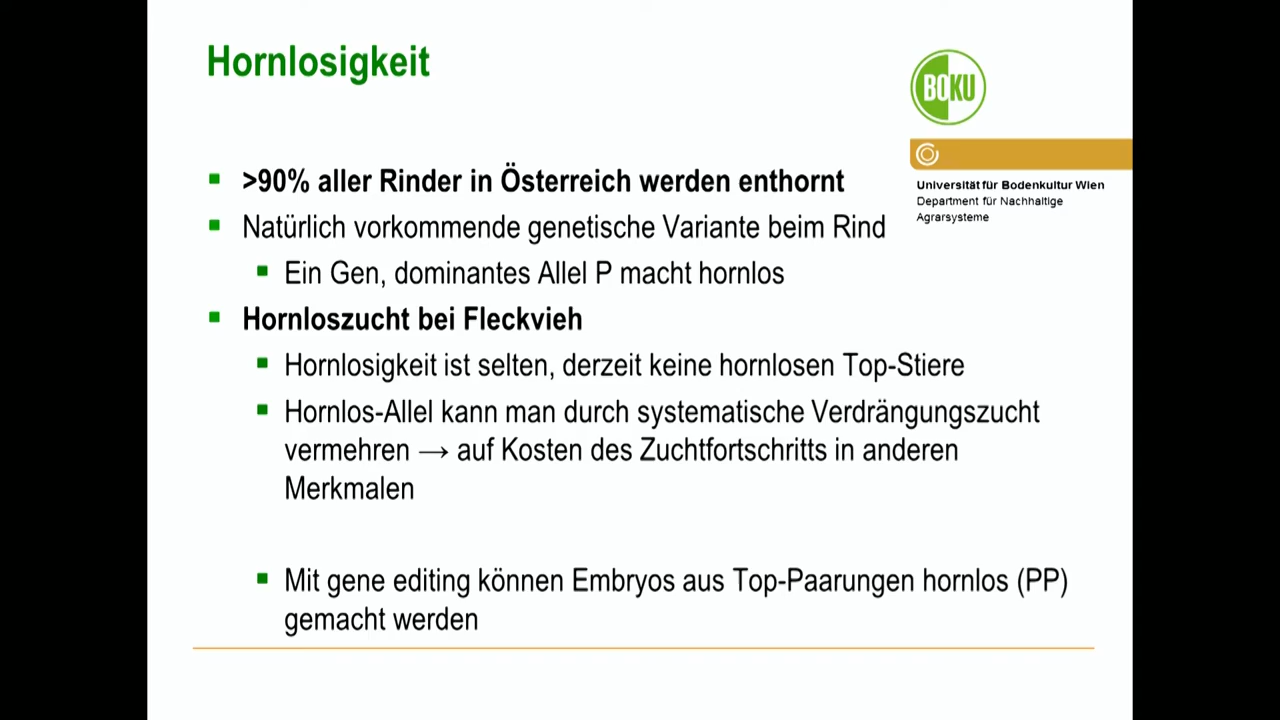 Hornlosigkeit
BOKU
>90% aller Rinder in Österreich werden enthornt
Universität für Bodenkultur Wien
Department für Nachhaltige
Agrarsysteme
Natürlich vorkommende genetische Variante beim Rind
Ein Gen, dominantes Allel P macht hornlos
Hornloszucht bei Fleckvieh
Hornlosigkeit ist selten, derzeit keine hornlosen Top-Stiere
Hornlos-Allel kann man durch systematische Verdrängungszucht
vermehren → auf Kosten des Zuchtfortschritts in anderen
Merkmalen
Mit gene editing können Embryos aus Top-Paarungen hornlos (PP)
gemacht werden